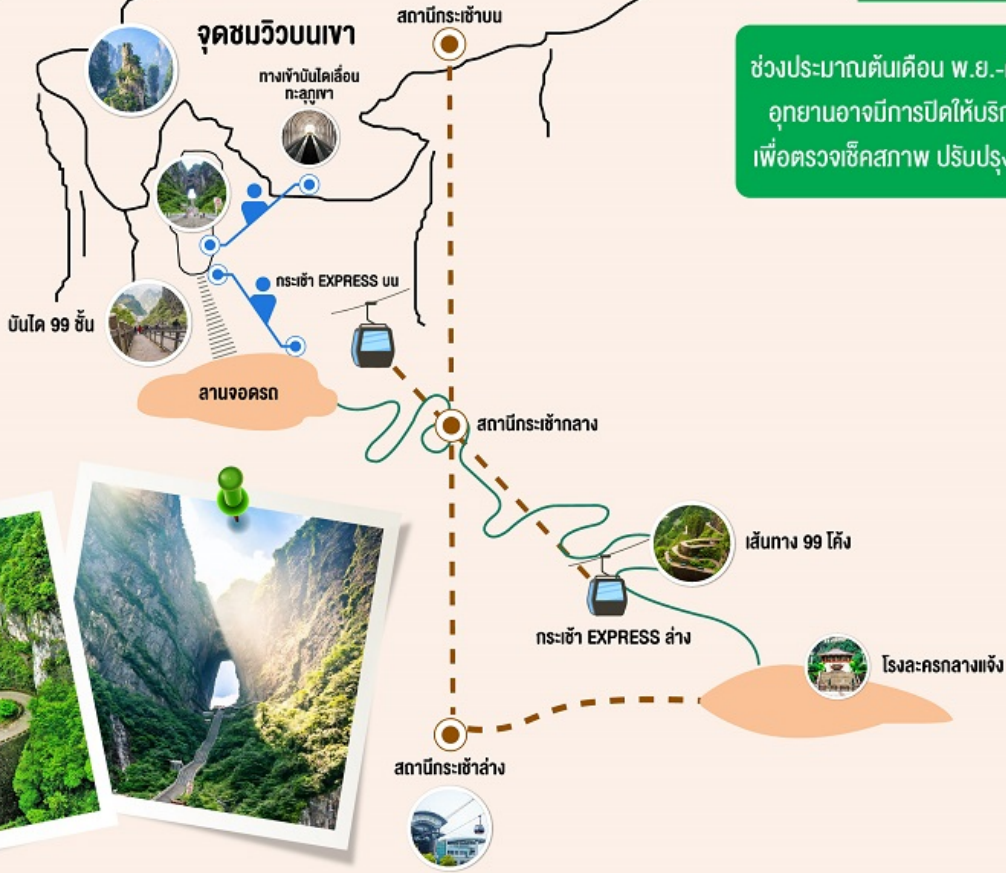 สถานีกระเช้าบน
จุดชมวิวบนเขา
ทางเข้าบันไดเลื่อน
ทะลุภูเขา
ช่วงประมาณต้นเดือน พ.ย.-
อุทยานอาจมีการปิดให้บริก
เพื่อตรวจเช็คสภาพ ปรับปรุง
กระเช้า EXPRESS บน
บันได 99 ชั้น
ลานจอดรถ
สถานีกระเช้ากลาง
เส้นทาง 99 โค้ง
กระเช้า EXPRESS ล่าง
โรงละครกลางแจ้ง
สถานีกระเช้าล่าง